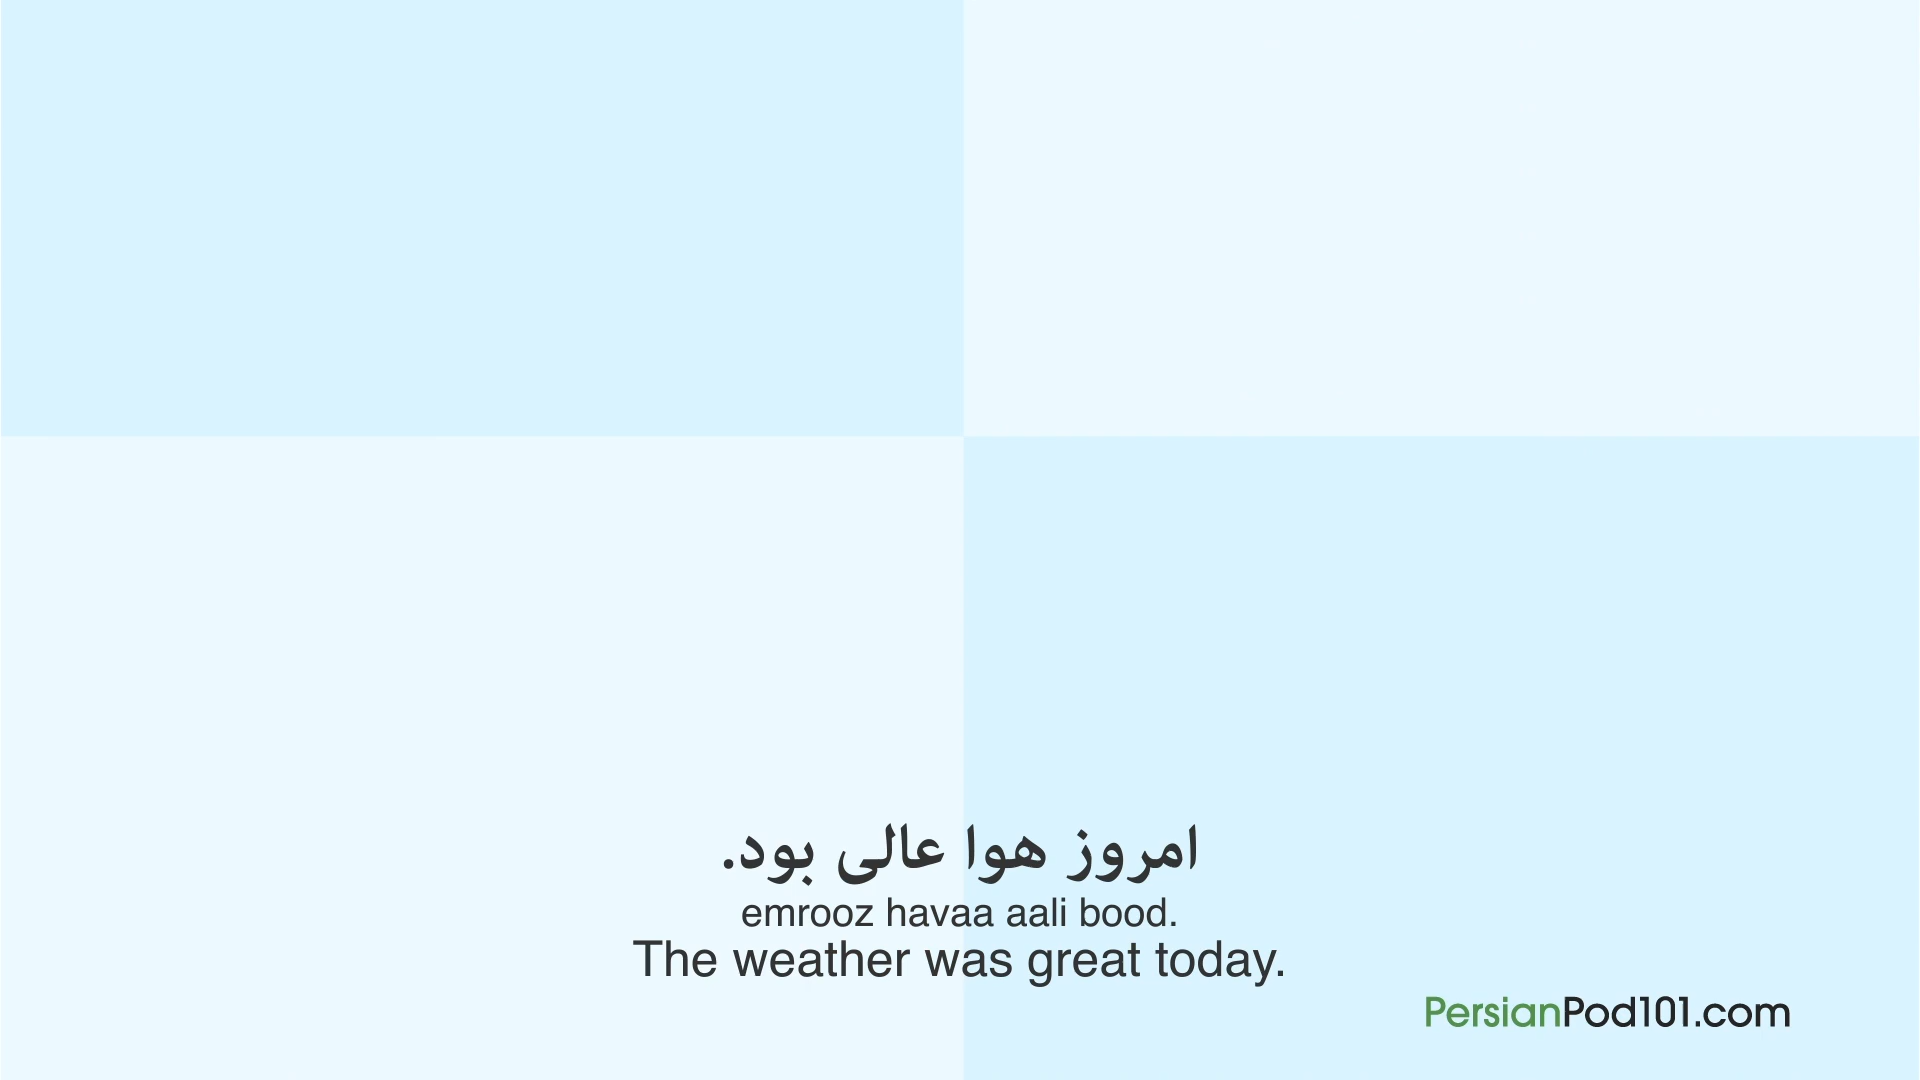 امروز هوا عالی بود.
emrooz havaa aali bood.
The weather was great today.
PersianPod101.com